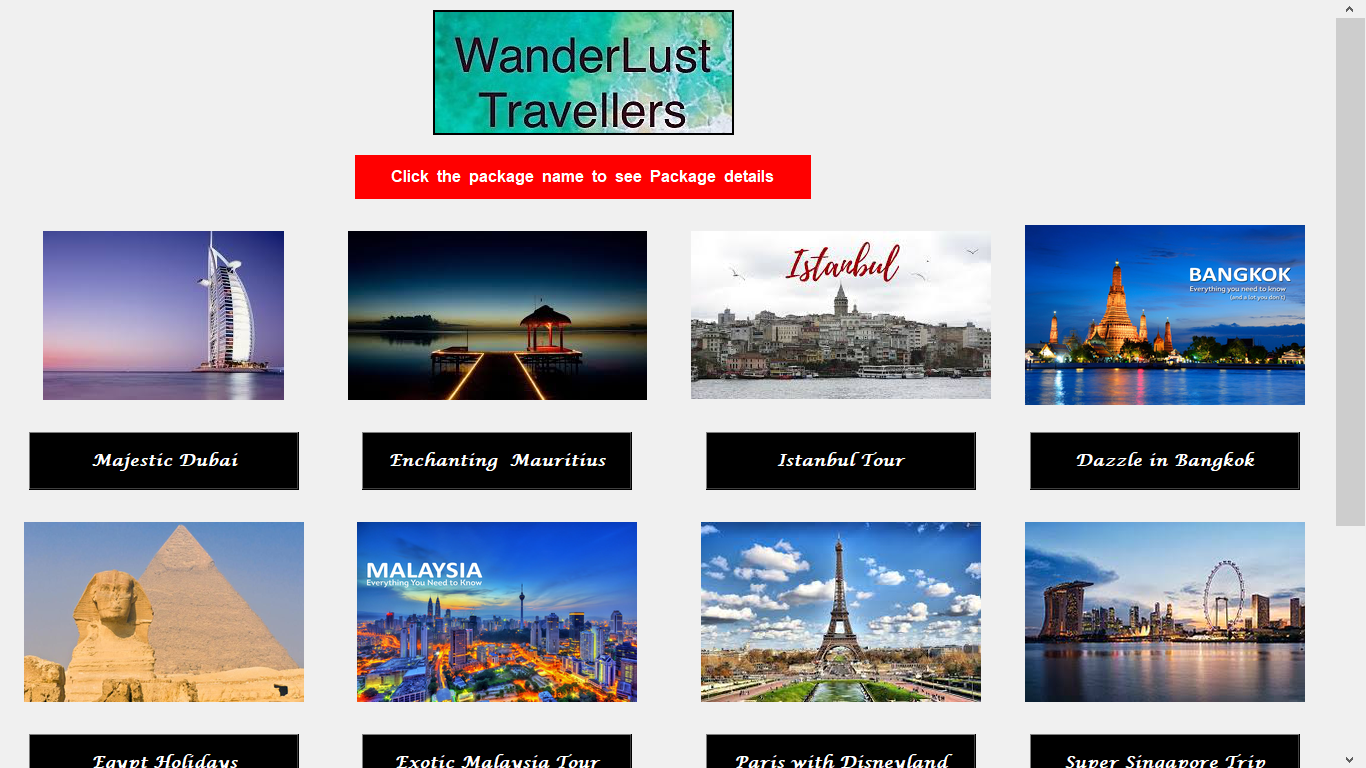 WanderLust
Travellers
Click the package name to see Package details
Istanbul
BANGKOK
Everything you need to know
(and a lot you don't)
Majestic Dubai
Enchanting Mauritius
Istanbul Tour
Dazzle in Bangkok
MALAYSIA
Everything You Need to Know
Egypt Holidays
Exotic Malaysia Tour
Paris with Disneyland
Super Singapore Trip